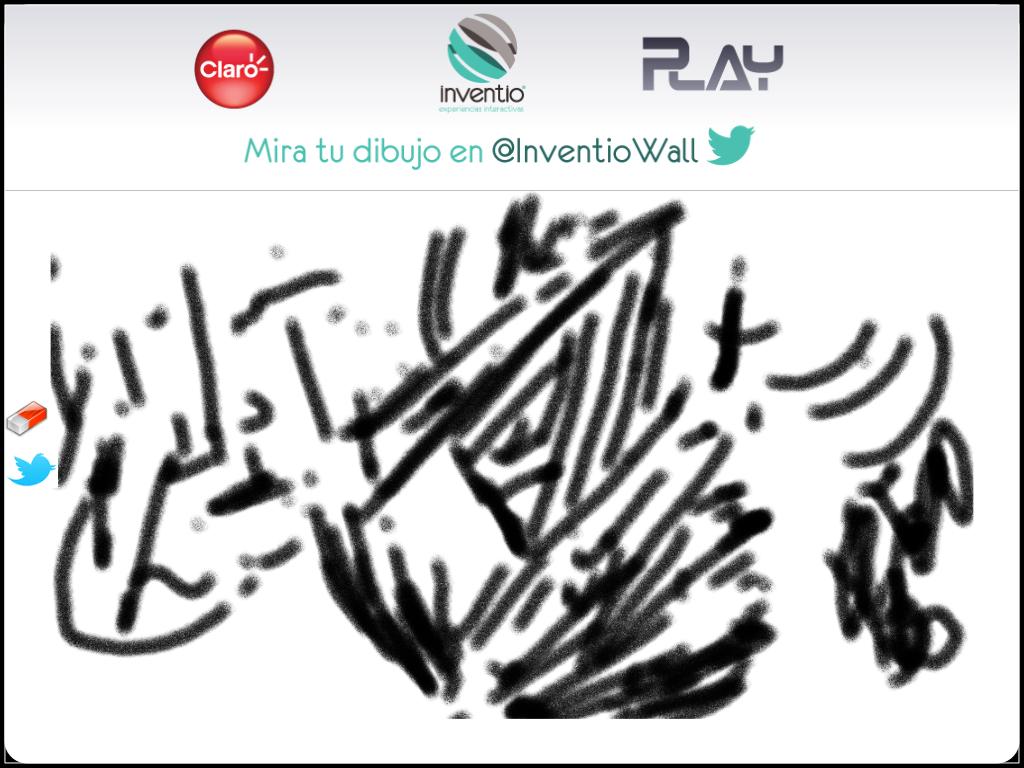 Claro
inventio
experiencias interactivas
PLAY
Mira tu dibujo en @InventioWall